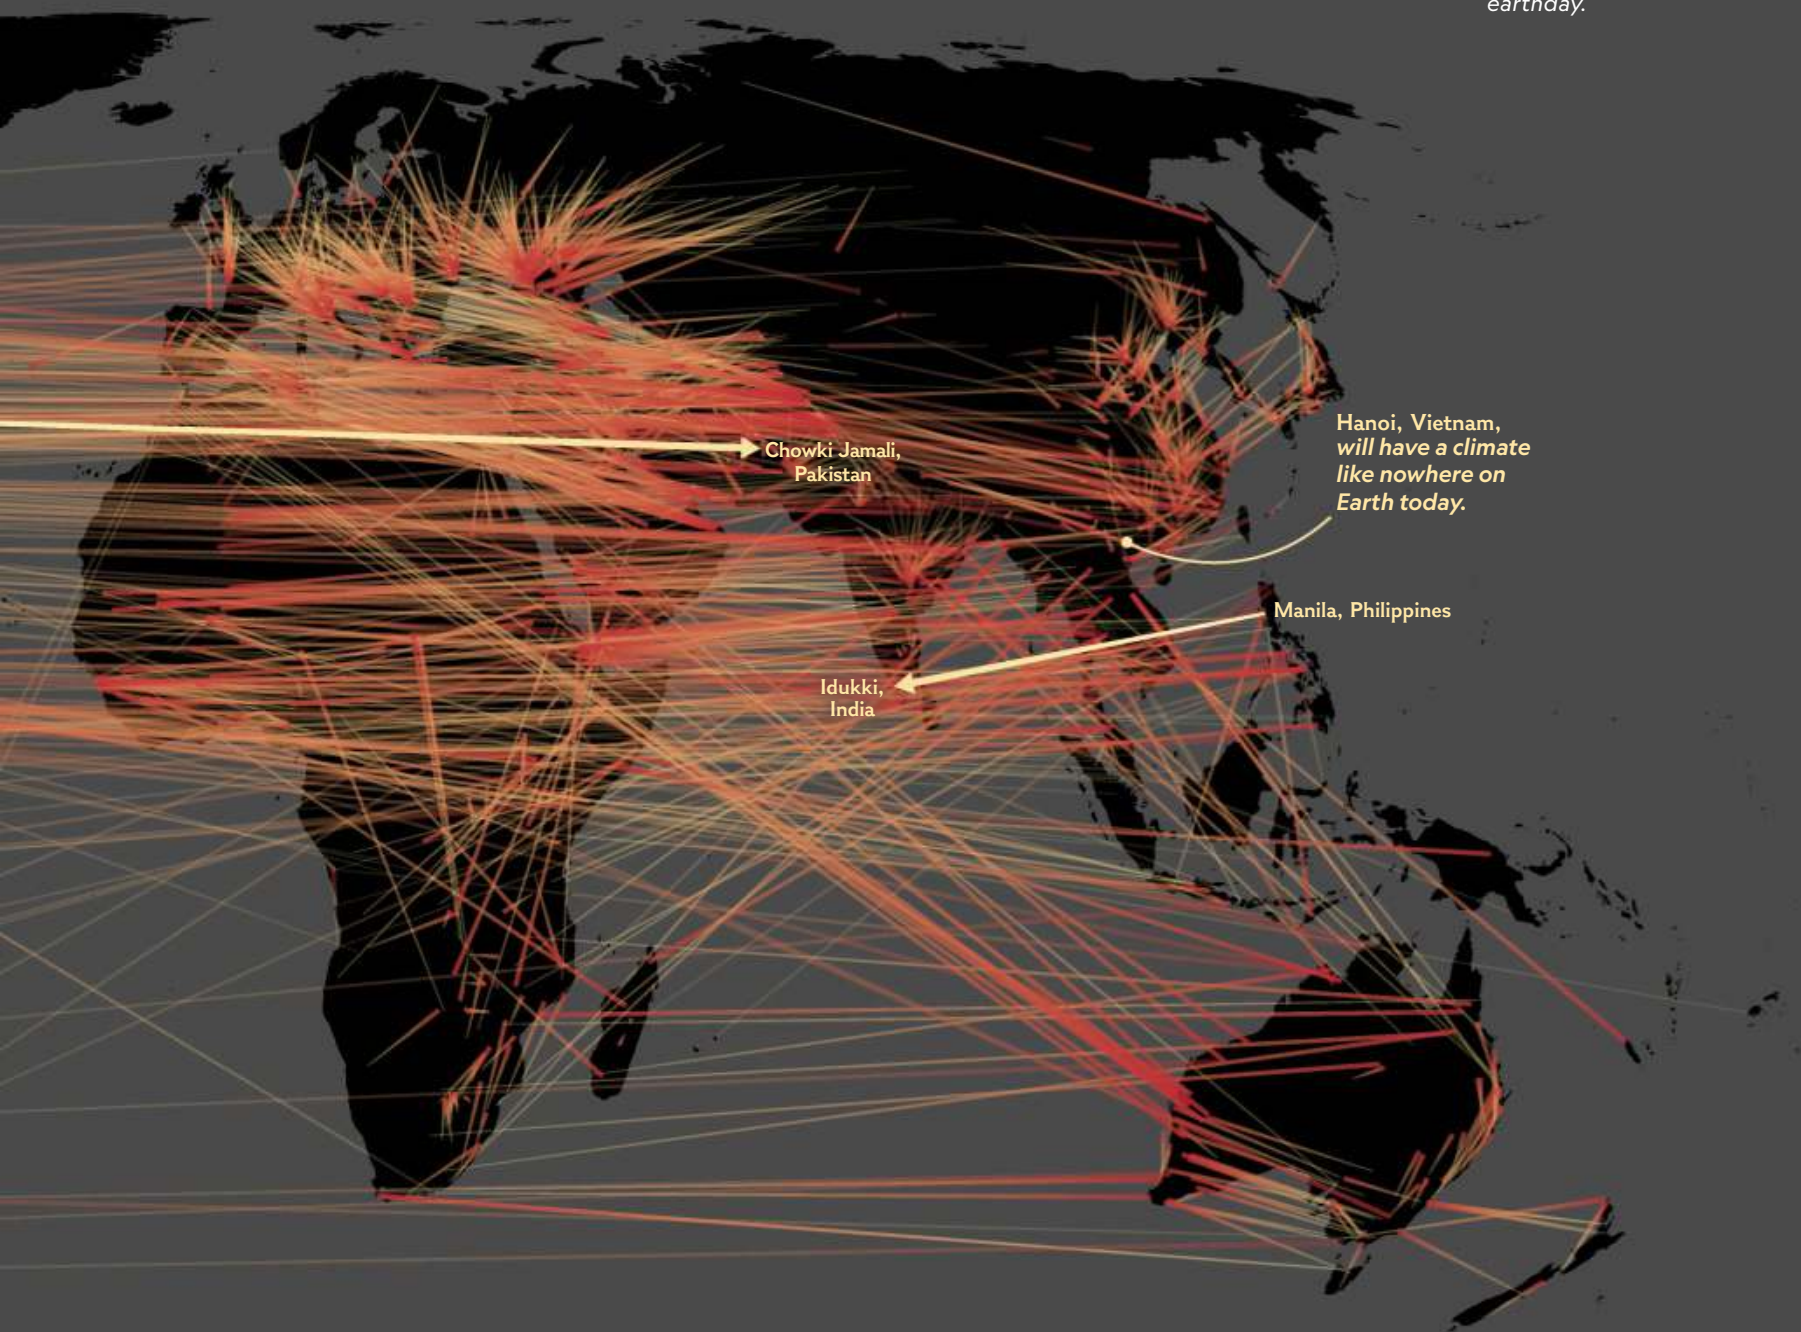 earthday.
Hanoi, Vietnam,
will have a climate
like nowhere on
Earth today.
Chowki Jamali,
Pakistan
Manila, Philippines
Idukki,
India